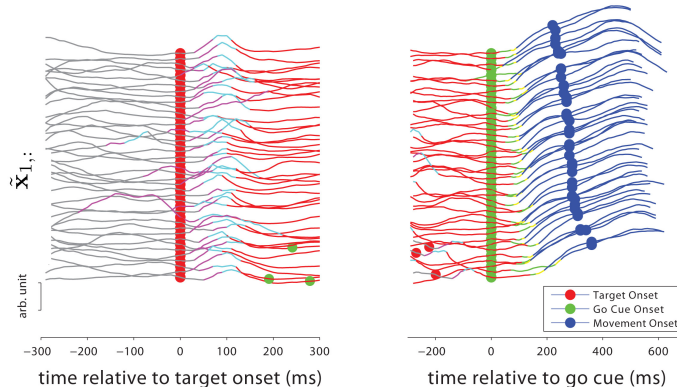 x̃1,:
arb. unit
−300 −200 −100 0 100 200 300
time relative to target onset (ms)
−200 0 200 400 600
time relative to go cue (ms)
Target Onset
Go Cue Onset
Movement Onset